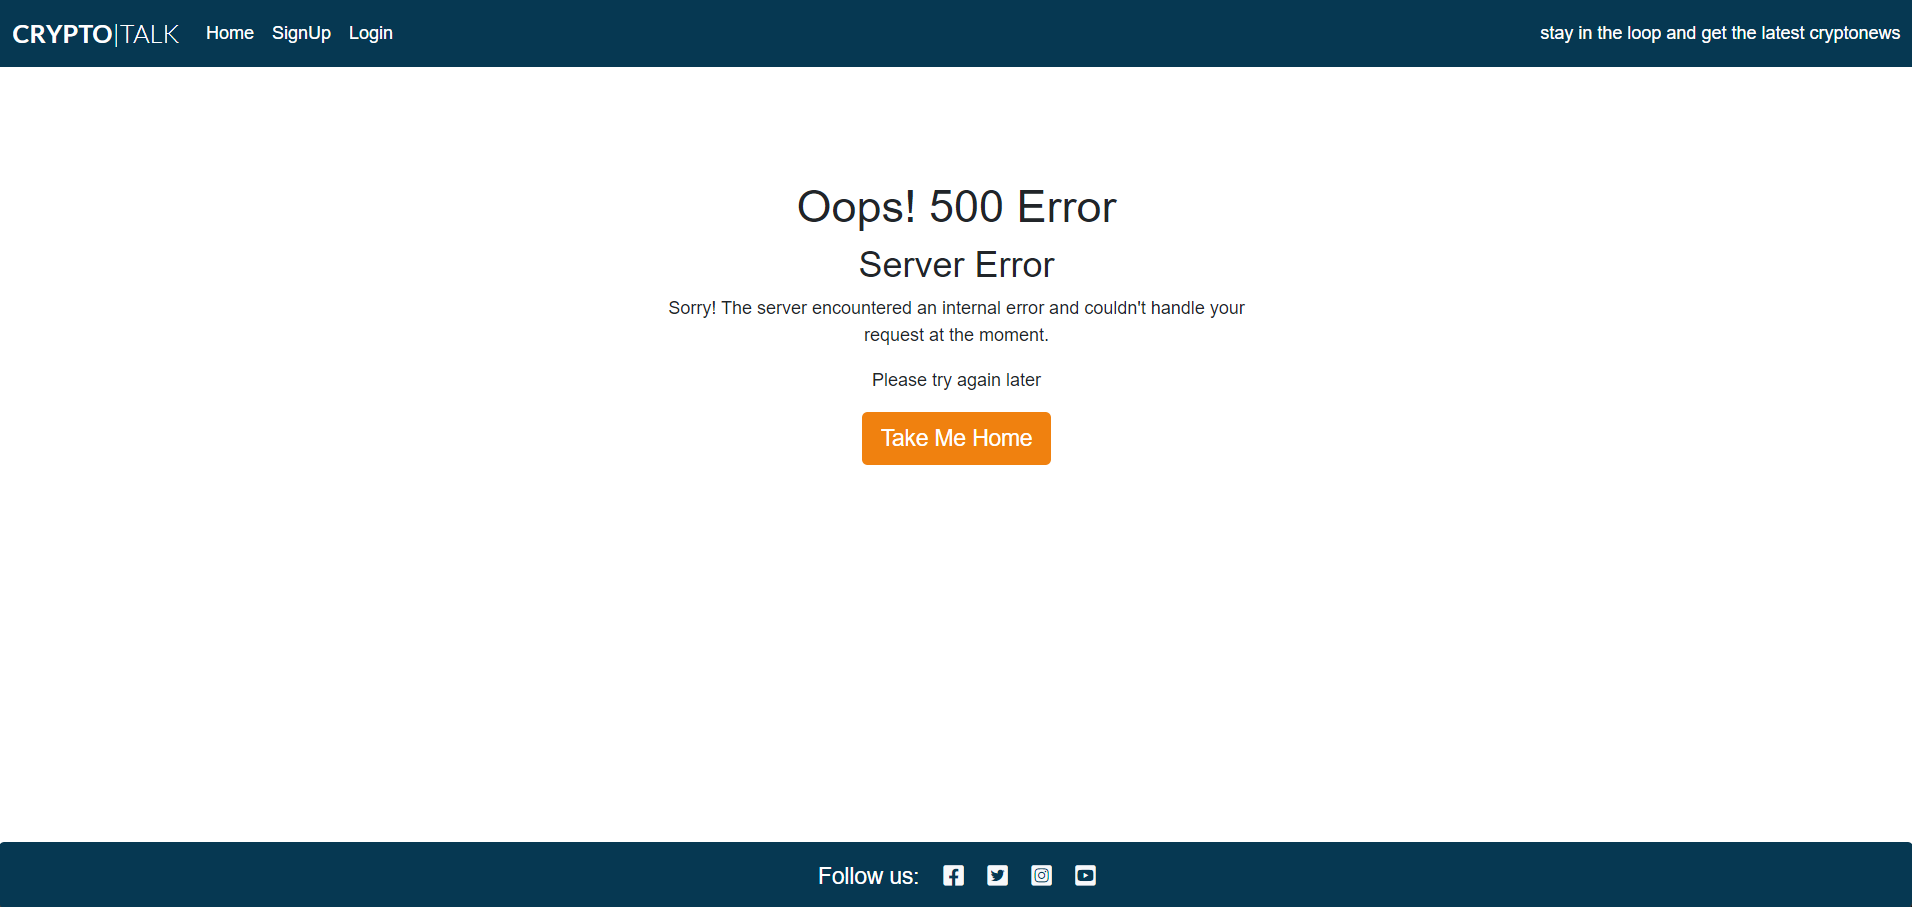 CRYPTO|TALK Home SignUp Login stay in the loop and get the latest cryptonews
Oops! 500 Error
Server Error
Sorry! The server encountered an internal error and couldn't handle your
request at the moment.
Please try again later
Take Me Home
Follow us: